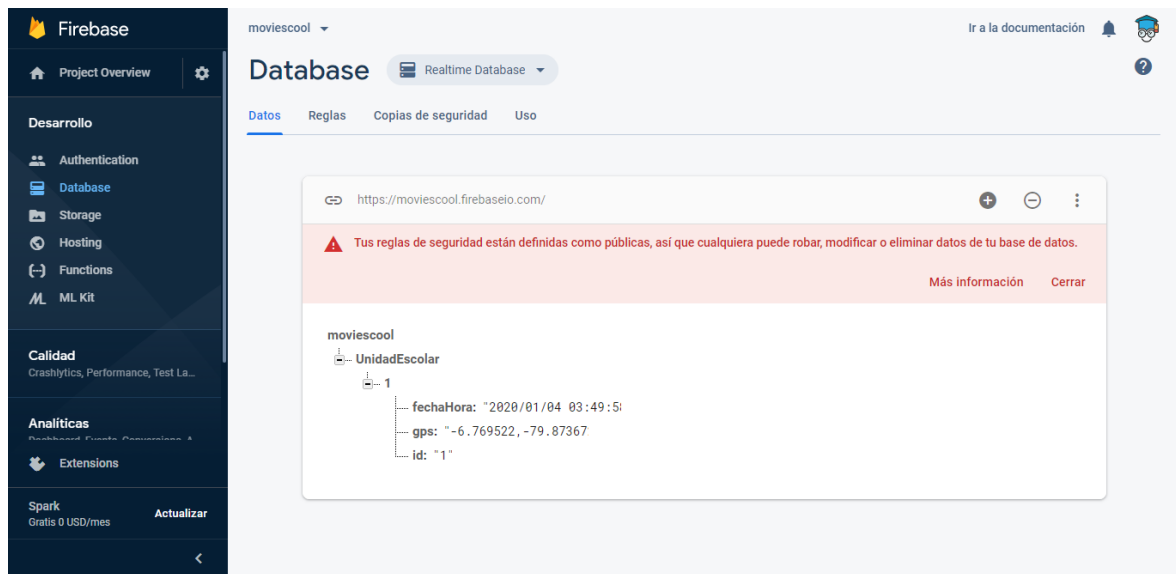 Firebase
Project Overview
Desarrollo
Authentication
Database
Storage
Hosting
Functions
ML Kit
Calidad
Crashlytics, Performance, Test La...
Analíticas
Dashboard, Events, Conversions, A...
Extensions
Spark
Gratis 0 USD/mes
Actualizar
moviescool
Ir a la documentación
Database
Realtime Database
Datos Reglas Copias de seguridad Uso
https://moviescool.firebaseio.com/
Tus reglas de seguridad están definidas como públicas, así que cualquiera puede robar, modificar o eliminar datos de tu base de datos.
Más información Cerrar
moviescool
UnidadEscolar
1
fechaHora: "2020/01/04 03:49:58
gps: "-6.769522,-79.87367
id: "1"